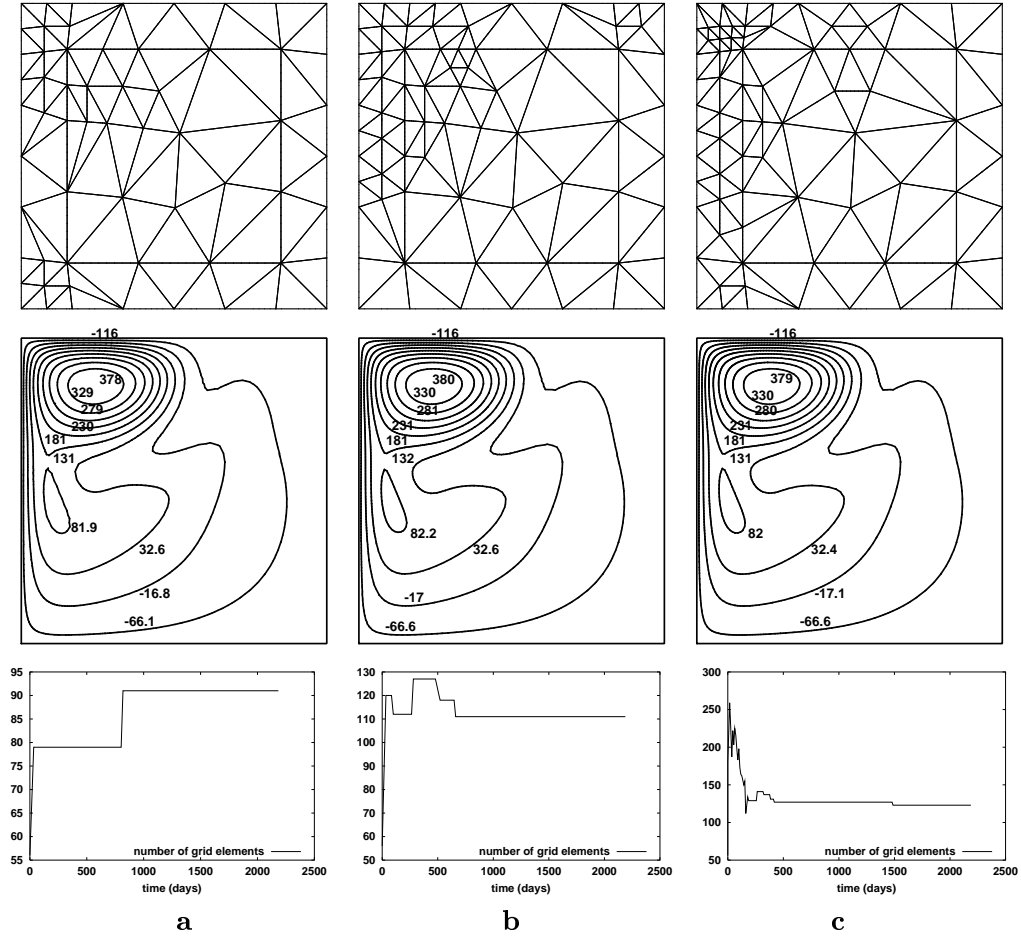 -116 -116 -116
378 380 379
329 330 330
279 281 280
230 231 231
181 181 181
131 132 131
81.9 82.2 82
32.6 32.6 32.4
-16.8 -17 -17.1
-66.1 -66.6 -66.6
95
90
85
80
75
70
65
60
55
0 500 1000 1500 2000 2500
number of grid elements
time (days)
130
120
110
100
90
80
70
60
50
0 500 1000 1500 2000 2500
number of grid elements
time (days)
300
250
200
150
100
50
0 500 1000 1500 2000 2500
number of grid elements
time (days)
a b c